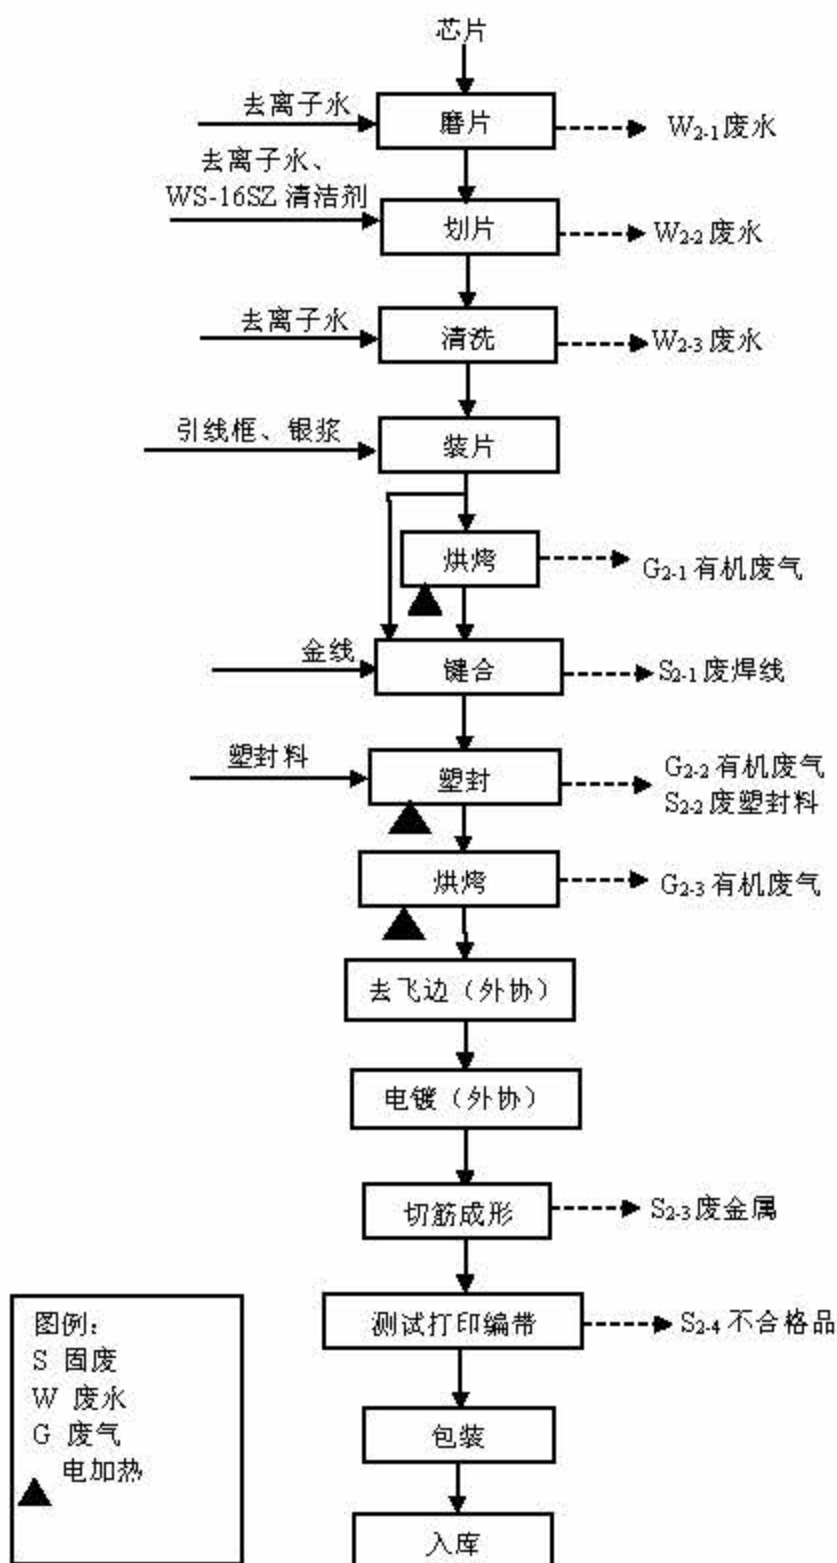 芯片
去离子水
磨片
W2-1废水
去离子水、
WS-16SZ 清洁剂
划片
W2-2废水
去离子水
清洗
W2-3废水
引线框、银浆
装片
烘烤
G2-1有机废气
金线
键合
S2-1废焊线
塑封料
塑封
G2-2有机废气
S2-2废塑封料
烘烤
G2-3有机废气
去飞边（外协）
电镀（外协）
切筋成形
S2-3废金属
测试打印编带
S2-4不合格品
包装
入库
图例：
S 固废
W 废水
G 废气
电加热